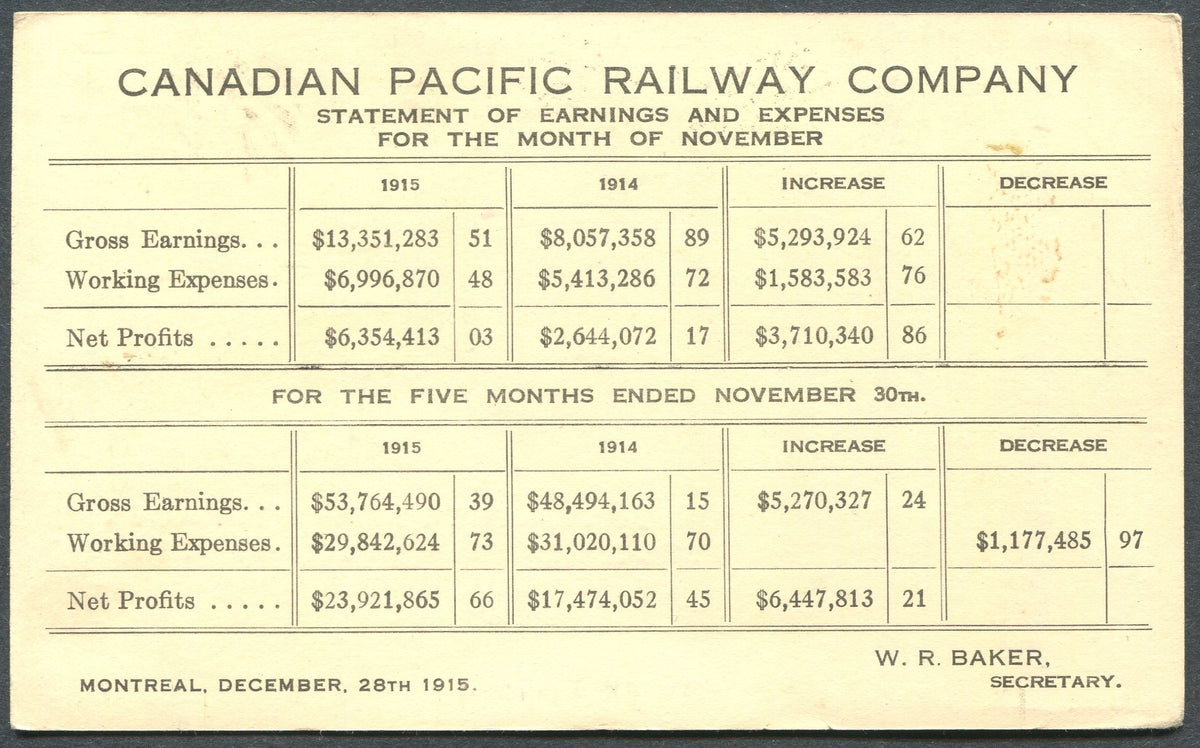 CANADIAN PACIFIC RAILWAY COMPANY
STATEMENT OF EARNINGS AND EXPENSES
FOR THE MONTH OF NOVEMBER
1915 1914 INCREASE DECREASE
Gross Earnings. . . $13,351,283 51 $8,057,358 89 $5,293,924 62
Working Expenses. $6,996,870 48 $5,413,286 72 $1,583,583 76
Net Profits . . . . . $6,354,413 03 $2,644,072 17 $3,710,340 86
FOR THE FIVE MONTHS ENDED NOVEMBER 30TH.
1915 1914 INCREASE DECREASE
Gross Earnings. . . $53,764,490 39 $48,494,163 15 $5,270,327 24
Working Expenses. $29,842,624 73 $31,020,110 70 $1,177,485 97
Net Profits . . . . . $23,921,865 66 $17,474,052 45 $6,447,813 21
W. R. BAKER,
SECRETARY.
MONTREAL, DECEMBER, 28TH 1915.